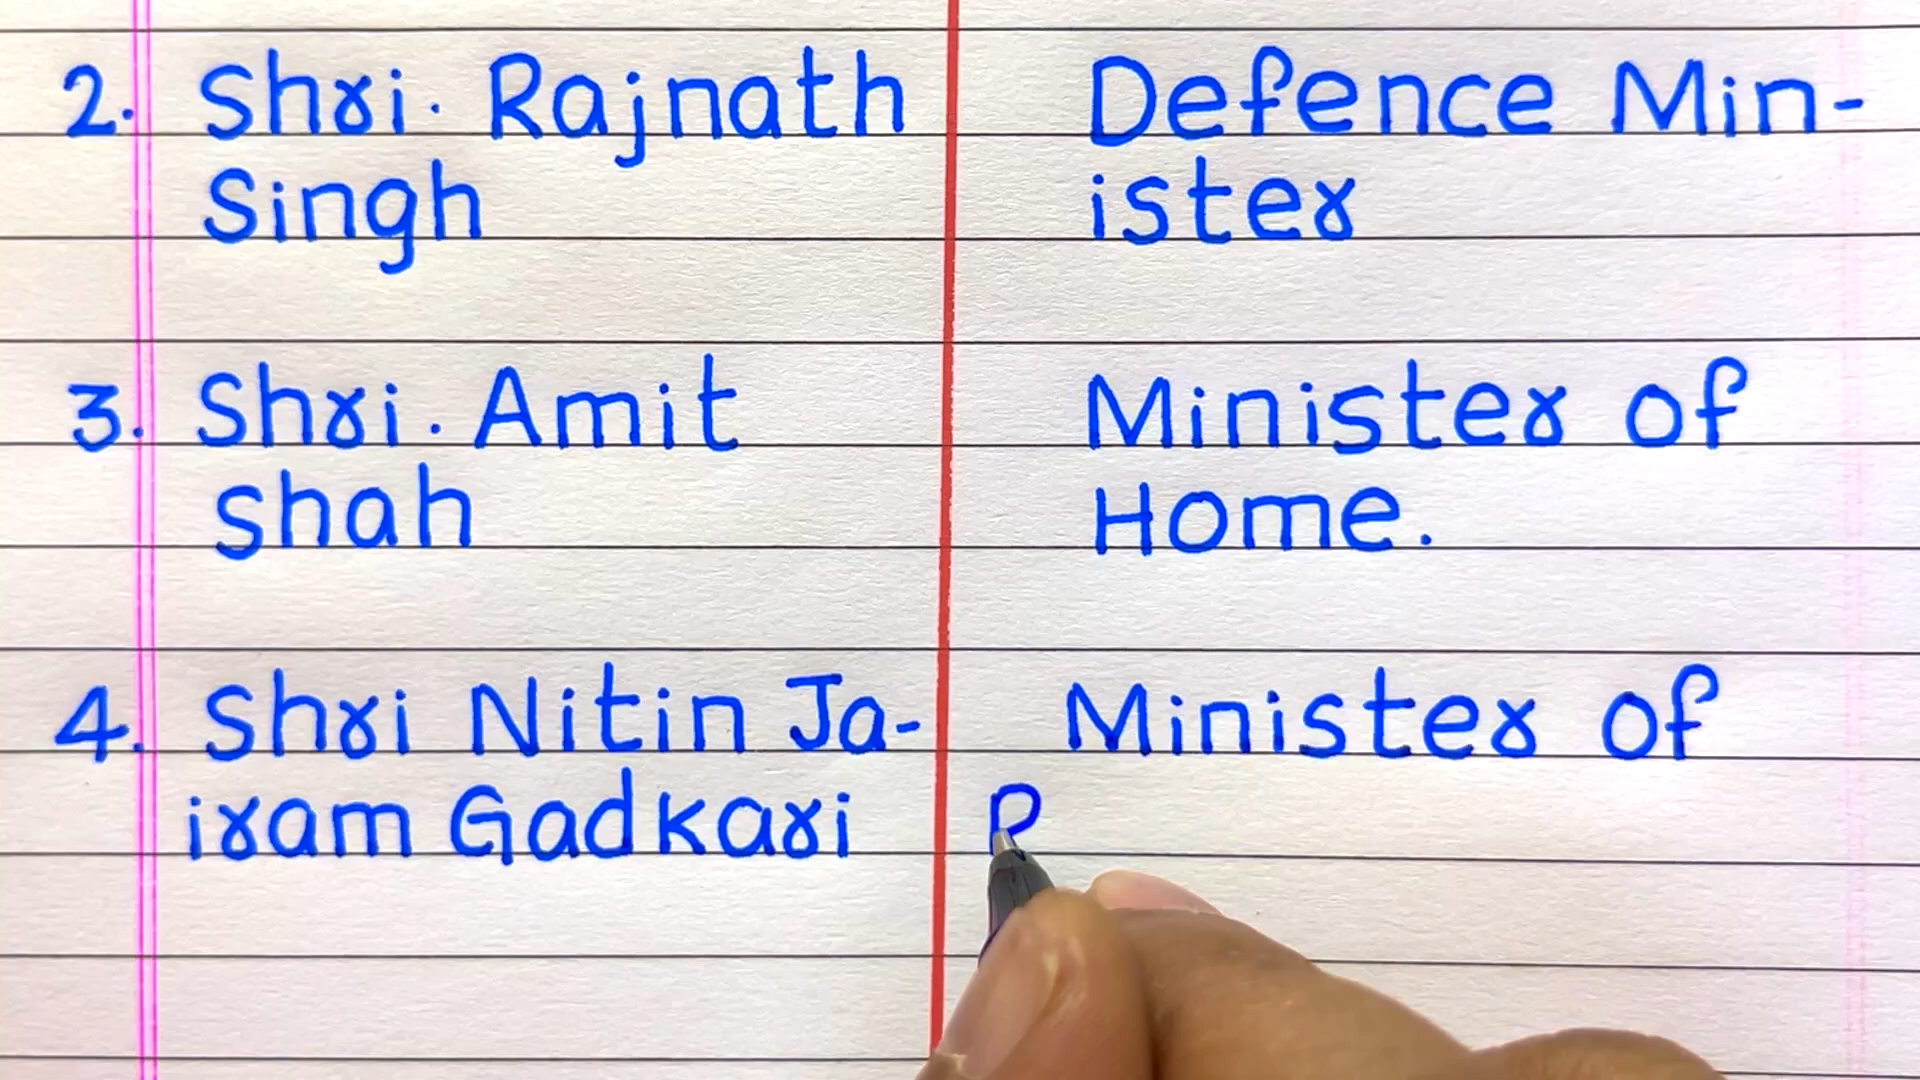 2. Shri. Rajnath Defence Min-
Singh ister
3. Shri. Amit Minister of
Shah Home.
4. Shri Nitin Ja- Minister of
iram Gadkari R